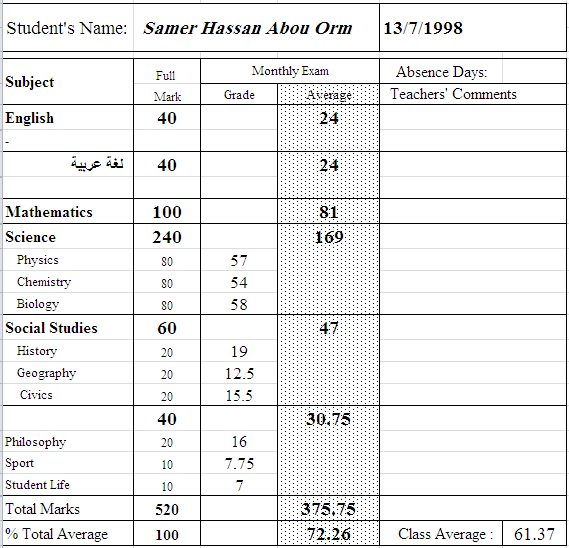 Student's Name: Samer Hassan Abou Orm 13/7/1998
Subject Full Mark Monthly Exam Absence Days:
Grade Average Teachers' Comments
English 40 24
-
لغة عربية 40 24
Mathematics 100 81
Science 240 169
Physics 80 57
Chemistry 80 54
Biology 80 58
Social Studies 60 47
History 20 19
Geography 20 12.5
Civics 20 15.5
40 30.75
Philosophy 20 16
Sport 10 7.75
Student Life 10 7
Total Marks 520 375.75
% Total Average 100 72.26 Class Average : 61.37